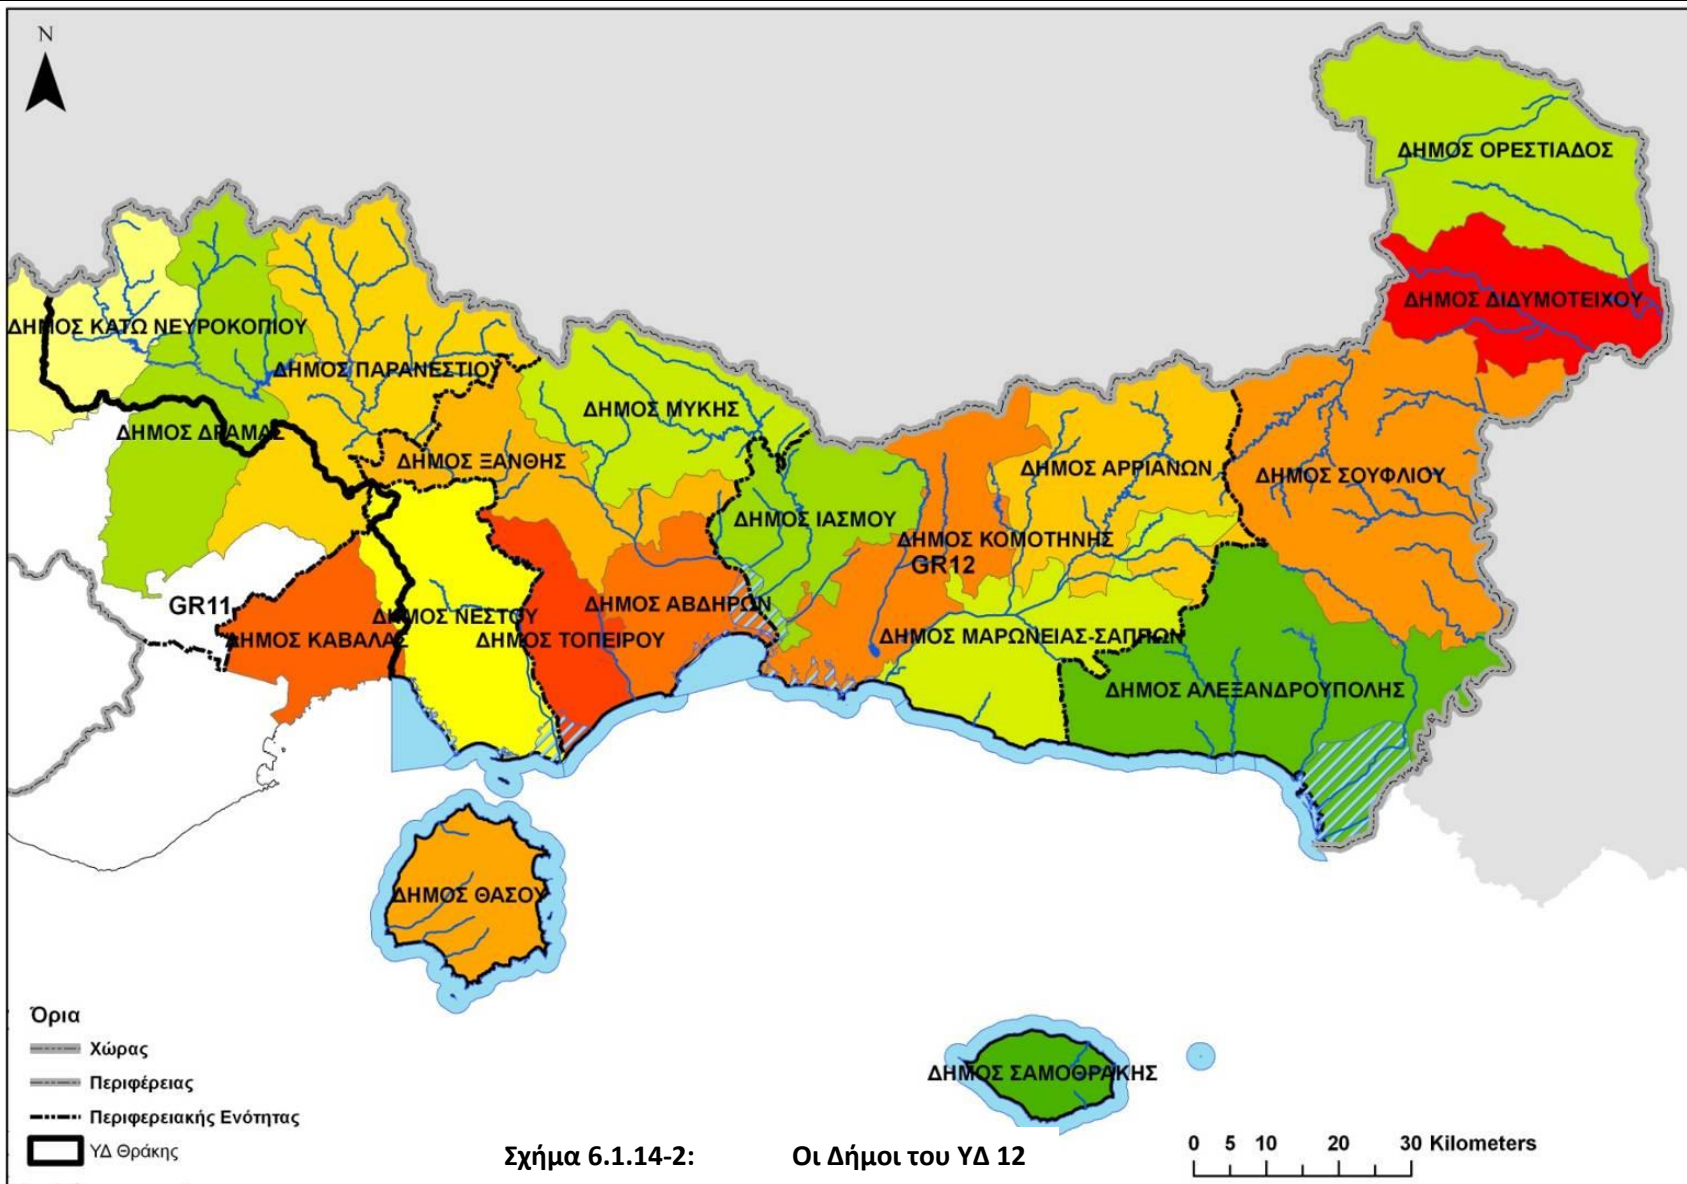 N
ΔΗΜΟΣ ΟΡΕΣΤΙΑΔΟΣ
ΔΗΜΟΣ ΔΙΔΥΜΟΤΕΙΧΟΥ
ΔΗΜΟΣ ΚΑΤΩ ΝΕΥΡΟΚΟΠΙΟΥ
ΔΗΜΟΣ ΠΑΡΑΝΕΣΤΙΟΥ
ΔΗΜΟΣ ΜΥΚΗΣ
ΔΗΜΟΣ ΔΡΑΜΑΣ
ΔΗΜΟΣ ΞΑΝΘΗΣ
ΔΗΜΟΣ ΑΡΡΙΑΝΩΝ
ΔΗΜΟΣ ΣΟΥΦΛΙΟΥ
ΔΗΜΟΣ ΙΑΣΜΟΥ
ΔΗΜΟΣ ΚΟΜΟΤΗΝΗΣ
GR12
GR11
ΔΗΜΟΣ ΑΒΔΗΡΩΝ
ΔΗΜΟΣ ΝΕΣΤΟΥ
ΔΗΜΟΣ ΚΑΒΑΛΑΣ
ΔΗΜΟΣ ΤΟΠΕΙΡΟΥ
ΔΗΜΟΣ ΜΑΡΩΝΕΙΑΣ-ΣΑΠΠΩΝ
ΔΗΜΟΣ ΑΛΕΞΑΝΔΡΟΥΠΟΛΗΣ
ΔΗΜΟΣ ΘΑΣΟΥ
ΔΗΜΟΣ ΣΑΜΟΘΡΑΚΗΣ
Όρια
Χώρας
Περιφέρειας
Περιφερειακής Ενότητας
ΥΔ Θράκης
0 5 10 20 30 Kilometers
Σχήμα 6.1.14-2: Οι Δήμοι του ΥΔ 12